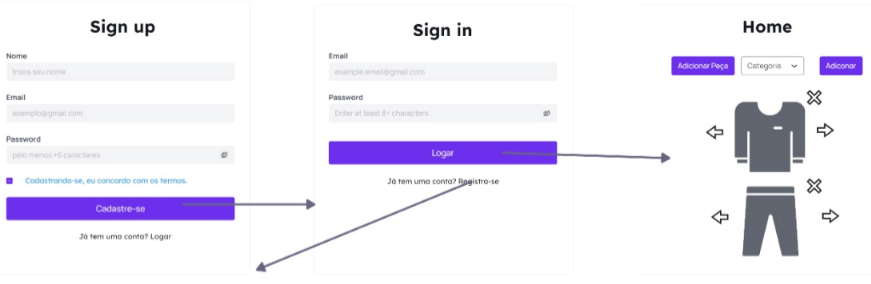 Sign up
Nome
Insira seu nome
Email
exemplo@gmail.com
Password
pelo menos +6 caracteres
Cadastrando-se, eu concordo com os termos.
Cadastre-se
Já tem uma conta? Logar
Sign in
Email
example.email@gmail.com
Password
Enter at least 8+ characters
Logar
Já tem uma conta? Registra-se
Home
Adicionar Peça
Categoria
Adiconar